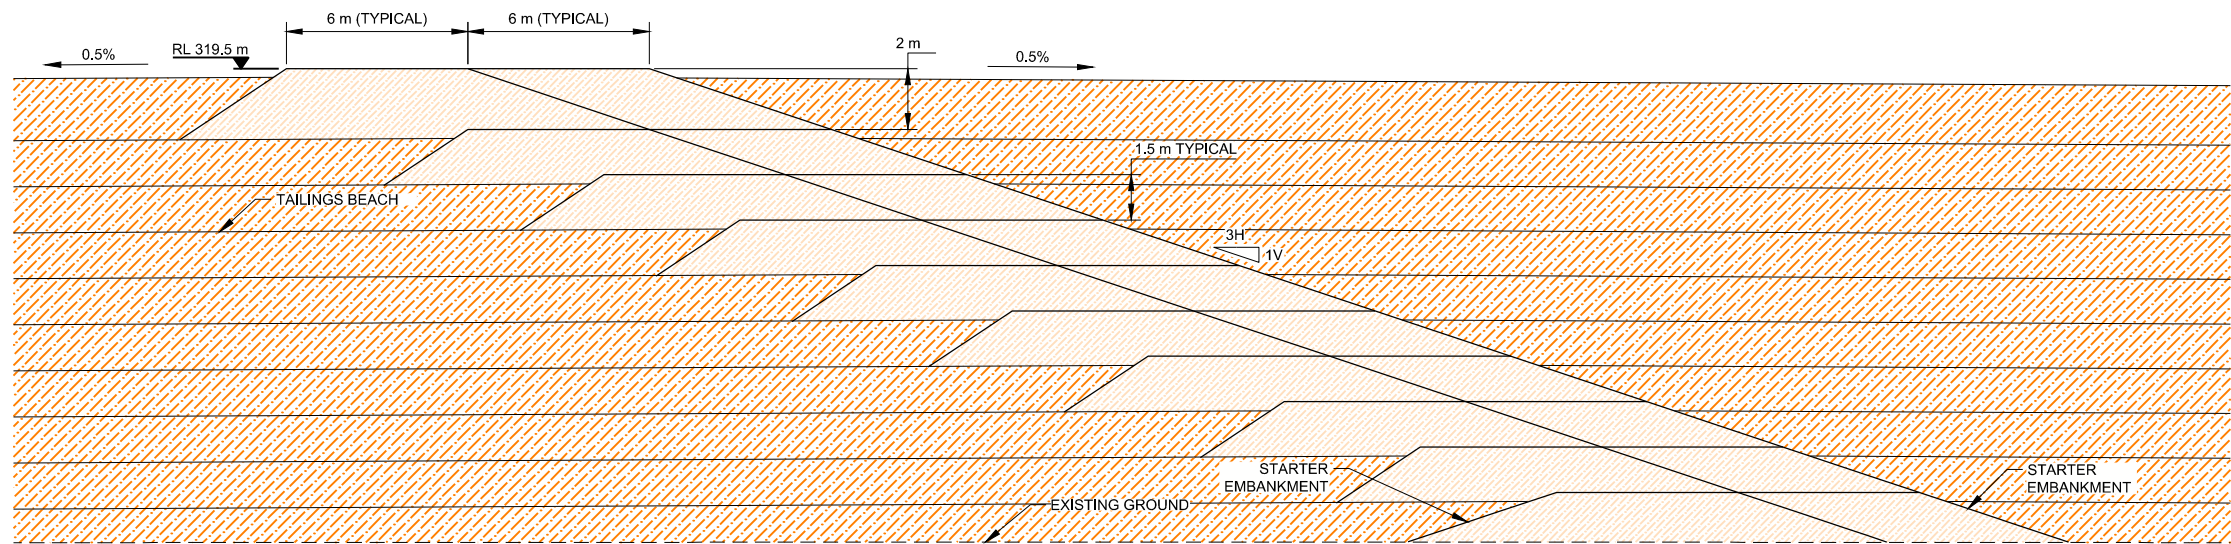 6 m (TYPICAL)
6 m (TYPICAL)
2 m
RL 319.5 m
0.5%
0.5%
1.5 m TYPICAL
TAILINGS BEACH
3H
1V
STARTER
EMBANKMENT
STARTER
EMBANKMENT
EXISTING GROUND